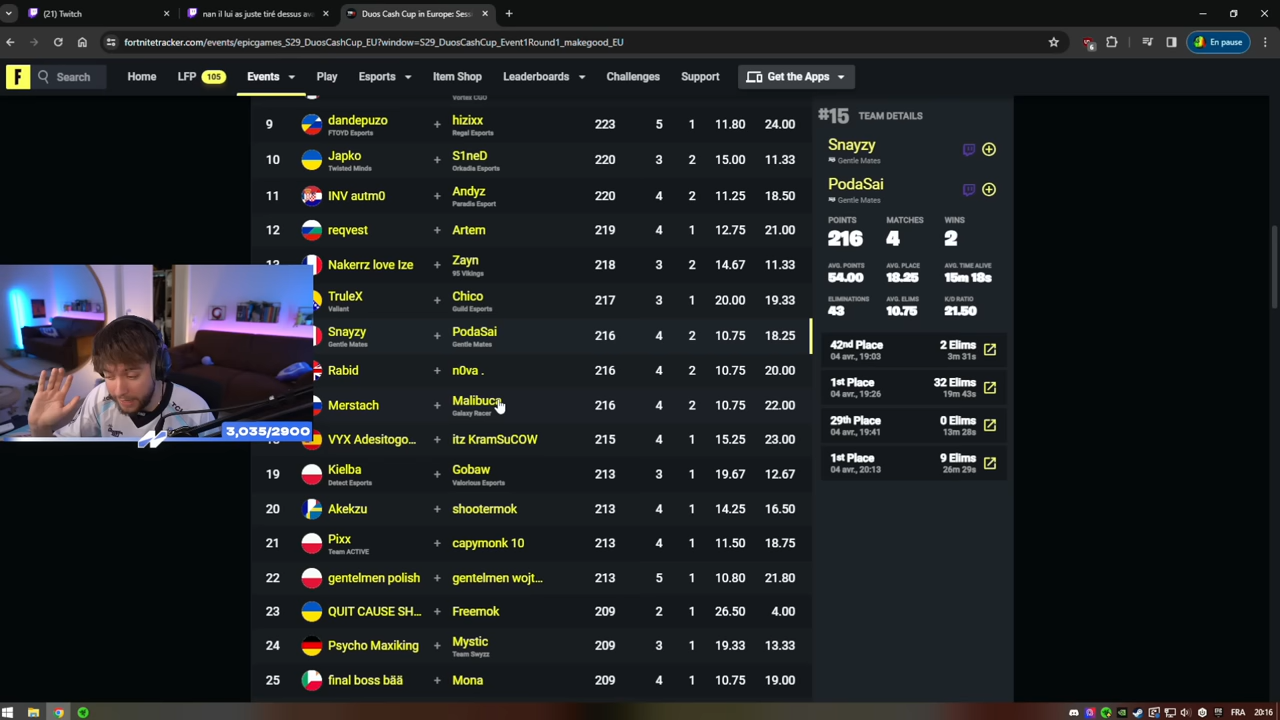 (21) Twitch
nan il lui as juste tiré dessus av
Duos Cash Cup in Europe: Sess
fortnitetracker.com/events/epicgames_S29_DuosCashCup_EU?window=S29_DuosCashCup_Event1Round1_makegood_EU
En pause
F Search Home LFP 105 Events Play Esports Item Shop Leaderboards Challenges Support Get the Apps
9 dandepuzo + hizixx 223 5 1 11.80 24.00
FTOYD Esports Regal Esports
10 Japko + S1neD 220 3 2 15.00 11.33
Twisted Minds Orkadia Esports
11 INV autm0 + Andyz 220 4 2 11.25 18.50
Paradia Esport
12 reqvest + Artem 219 4 1 12.75 21.00
13 Nakerrz love Ize + Zayn 218 3 2 14.67 11.33
95 Vikings
TruleX + Chico 217 3 1 20.00 19.33
Valiant Guild Esports
Snayzy + PodaSai 216 4 2 10.75 18.25
Gentle Mates Gentle Mates
Rabid + n0va . 216 4 2 10.75 20.00
Merstach + Malibuca 216 4 2 10.75 22.00
Galaxy Racer
18 VYX Adesitogo... + itz KramSuCOW 215 4 1 15.25 23.00
19 Kielba + Gobaw 213 3 1 19.67 12.67
Detect Esports Valorious Esports
20 Akekzu + shootermok 213 4 1 14.25 16.50
21 Pixx + capymonk 10 213 4 1 11.50 18.75
Team ACTIVE
22 gentelmen polish + gentelmen wojt... 213 5 1 10.80 21.80
23 QUIT CAUSE SH... + Freemok 209 2 1 26.50 4.00
24 Psycho Maxiking + Mystic 209 3 1 19.33 13.33
Team Swyzz
25 final boss bää + Mona 209 4 1 10.75 19.00
#15 TEAM DETAILS
Snayzy
Gentle Mates
PodaSai
Gentle Mates
POINTS MATCHES WINS
216 4 2
AVG. POINTS AVG. PLACE AVG. TIME ALIVE
54.00 18.25 15m 18s
ELIMINATIONS AVG. ELIMS K/D RATIO
43 10.75 21.50
42nd Place 2 Elims
04 avr., 19:03 3m 31s
1st Place 32 Elims
04 avr., 19:26 19m 43s
29th Place 0 Elims
04 avr., 19:41 13m 28s
1st Place 9 Elims
04 avr., 20:13 26m 29s
3,035/2900
FRA 20:16